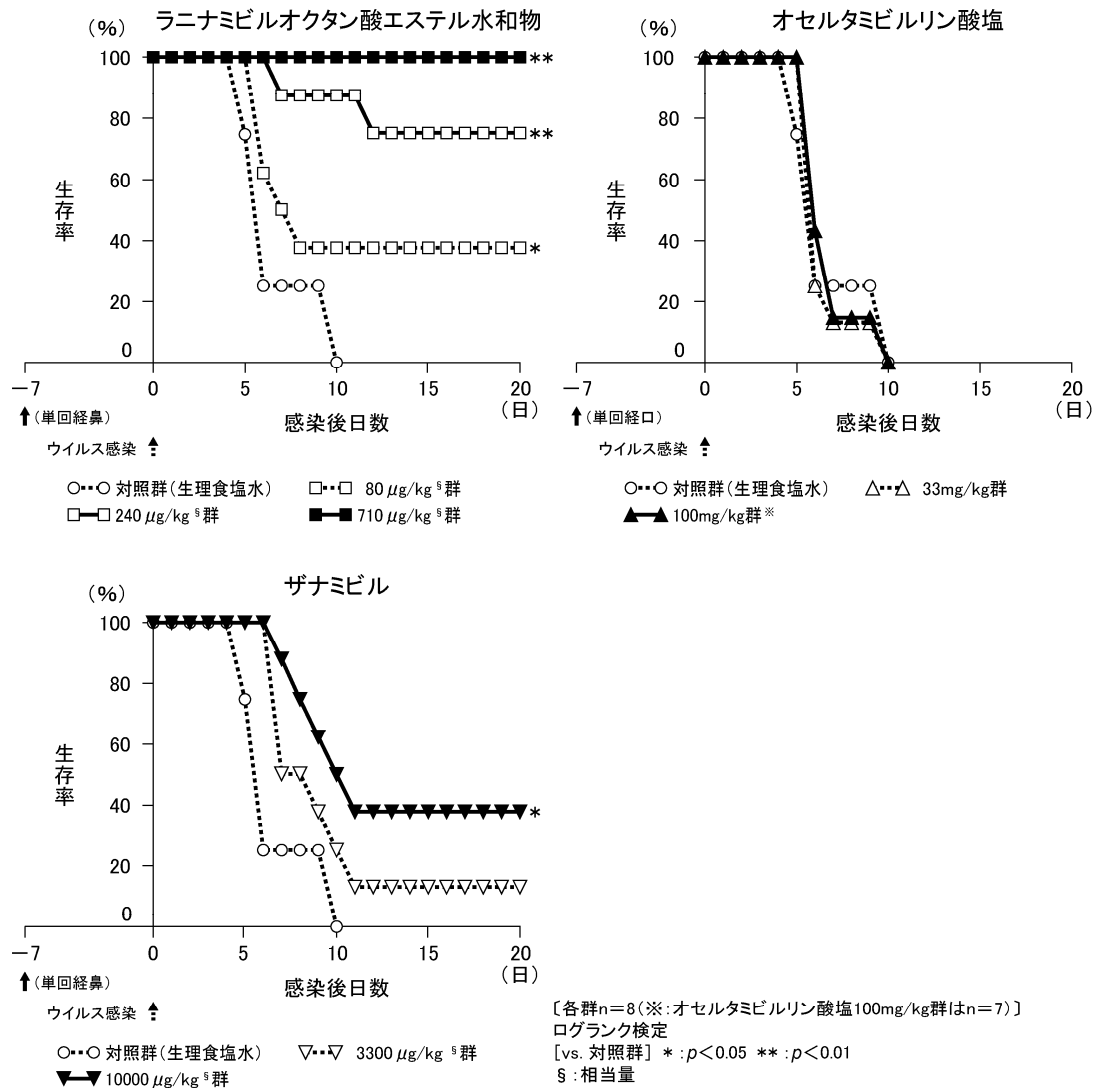 ラニナミビルオクタン酸エステル水和物
(%)
100
80
60
40
20
0
生存率
**
**
*
−7
0
5
10
15
20
(日)
↑(単回経鼻)
感染後日数
ウイルス感染
対照群(生理食塩水)
80 μg/kg §群
240 μg/kg §群
710 μg/kg §群
オセルタミビルリン酸塩
(%)
100
80
60
40
20
0
生存率
−7
0
5
10
15
20
(日)
↑(単回経口)
感染後日数
ウイルス感染
対照群(生理食塩水)
33mg/kg群
100mg/kg群※
ザナミビル
(%)
100
80
60
40
20
0
生存率
*
−7
0
5
10
15
20
(日)
↑(単回経鼻)
感染後日数
ウイルス感染
対照群(生理食塩水)
3300 μg/kg §群
10000 μg/kg §群
〔各群n=8(※:オセルタミビルリン酸塩100mg/kg群はn=7)〕
ログランク検定
[vs. 対照群] *:p<0.05 **:p<0.01
§:相当量